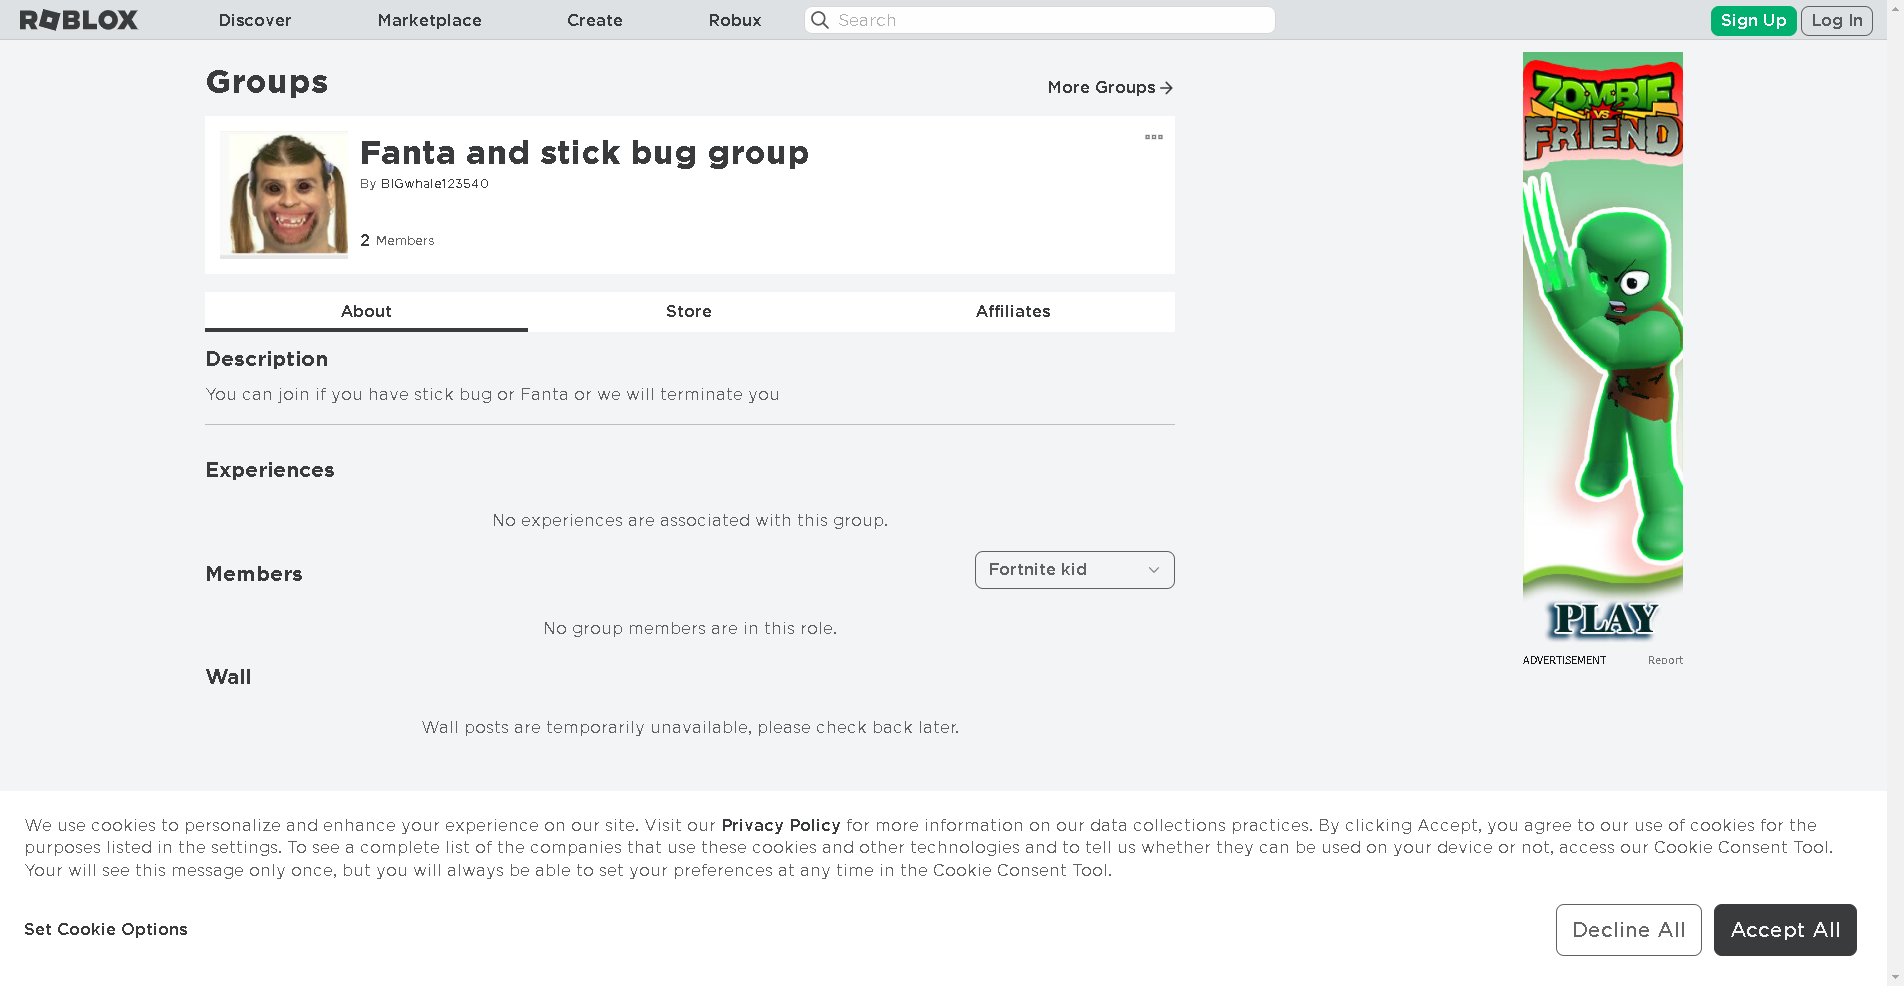 ROBLOX
Discover
Marketplace
Create
Robux
Search
Sign Up
Log In
Groups
More Groups
Fanta and stick bug group
By BIGwhale123540
2 Members
About
Store
Affiliates
Description
You can join if you have stick bug or Fanta or we will terminate you
Experiences
No experiences are associated with this group.
Members
Fortnite kid
No group members are in this role.
Wall
Wall posts are temporarily unavailable, please check back later.
ZOMBIE
VS
FRIEND
PLAY
ADVERTISEMENT
Report
We use cookies to personalize and enhance your experience on our site. Visit our Privacy Policy for more information on our data collections practices. By clicking Accept, you agree to our use of cookies for the
purposes listed in the settings. To see a complete list of the companies that use these cookies and other technologies and to tell us whether they can be used on your device or not, access our Cookie Consent Tool.
Your will see this message only once, but you will always be able to set your preferences at any time in the Cookie Consent Tool.
Set Cookie Options
Decline All
Accept All